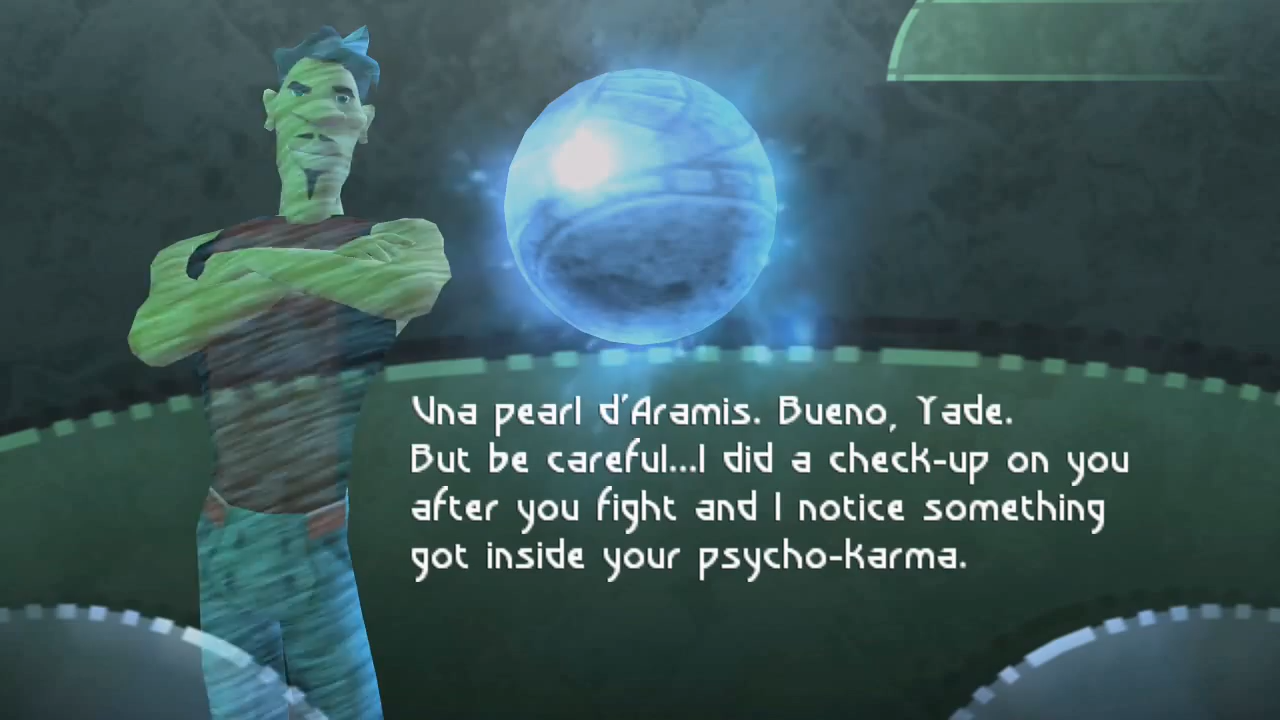 Una pearl d'Aramis. Bueno, Yade.
But be careful...I did a check-up on you
after you fight and I notice something
got inside your psycho-karma.